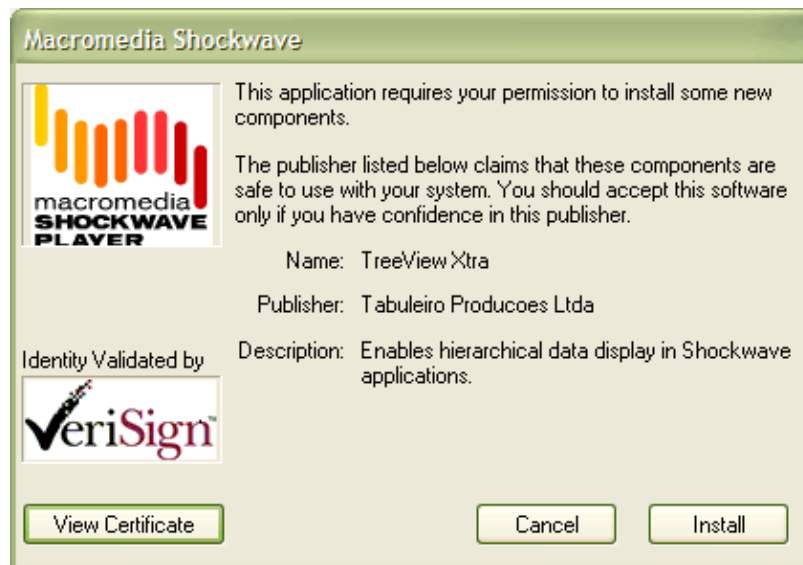 Macromedia Shockwave
macromedia
SHOCKWAVE
PLAYER
This application requires your permission to install some new
components.
The publisher listed below claims that these components are
safe to use with your system. You should accept this software
only if you have confidence in this publisher.
Name: TreeView Xtra
Publisher: Tabuleiro Producoes Ltda
Description: Enables hierarchical data display in Shockwave
applications.
Identity Validated by
VeriSign™
View Certificate
Cancel
Install